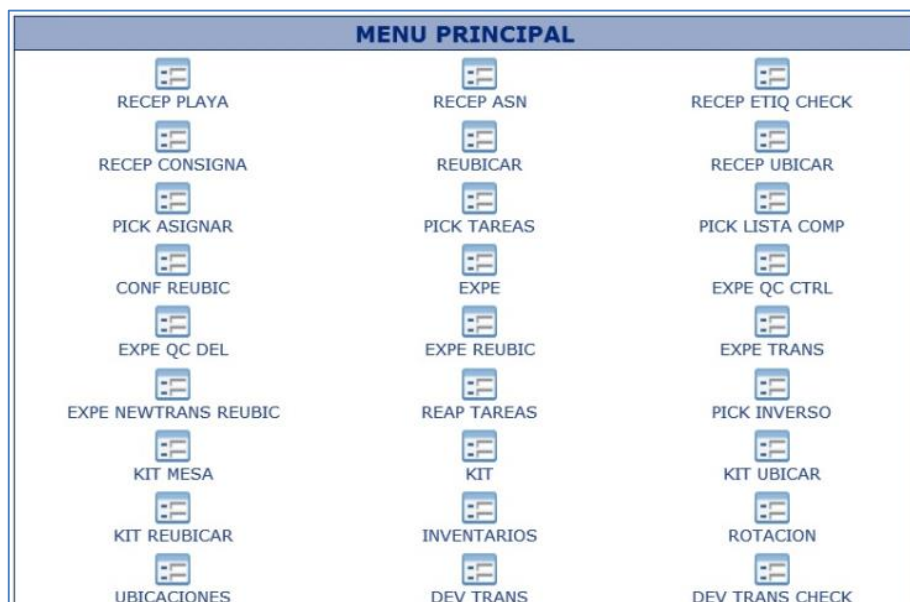 MENU PRINCIPAL
RECEP PLAYA RECEP ASN RECEP ETIQ CHECK
RECEP CONSIGNA REUBICAR RECEP UBICAR
PICK ASIGNAR PICK TAREAS PICK LISTA COMP
CONF REUBIC EXPE EXPE QC CTRL
EXPE QC DEL EXPE REUBIC EXPE TRANS
EXPE NEWTRANS REUBIC REAP TAREAS PICK INVERSO
KIT MESA KIT KIT UBICAR
KIT REUBICAR INVENTARIOS ROTACION
UBICACIONES DEV TRANS DEV TRANS CHECK